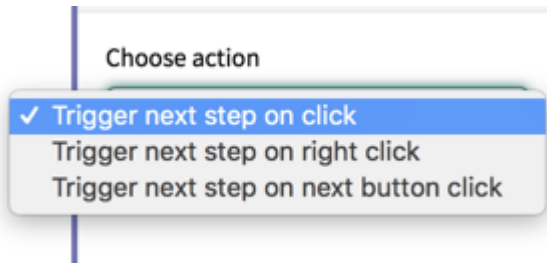 Choose action
✓ Trigger next step on click
Trigger next step on right click
Trigger next step on next button click